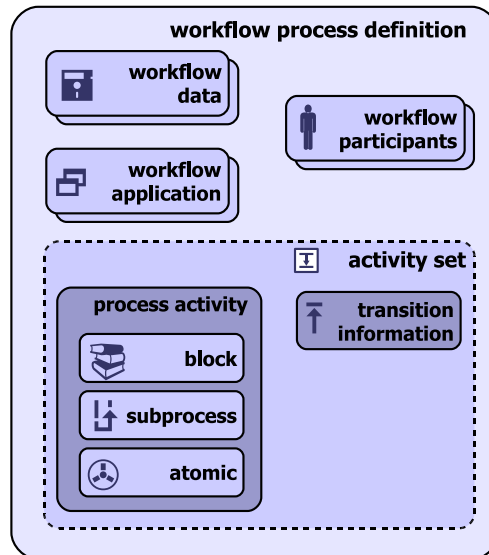 workflow process definition
workflow
data
workflow
participants
workflow
application
activity set
process activity
transition
information
block
subprocess
atomic